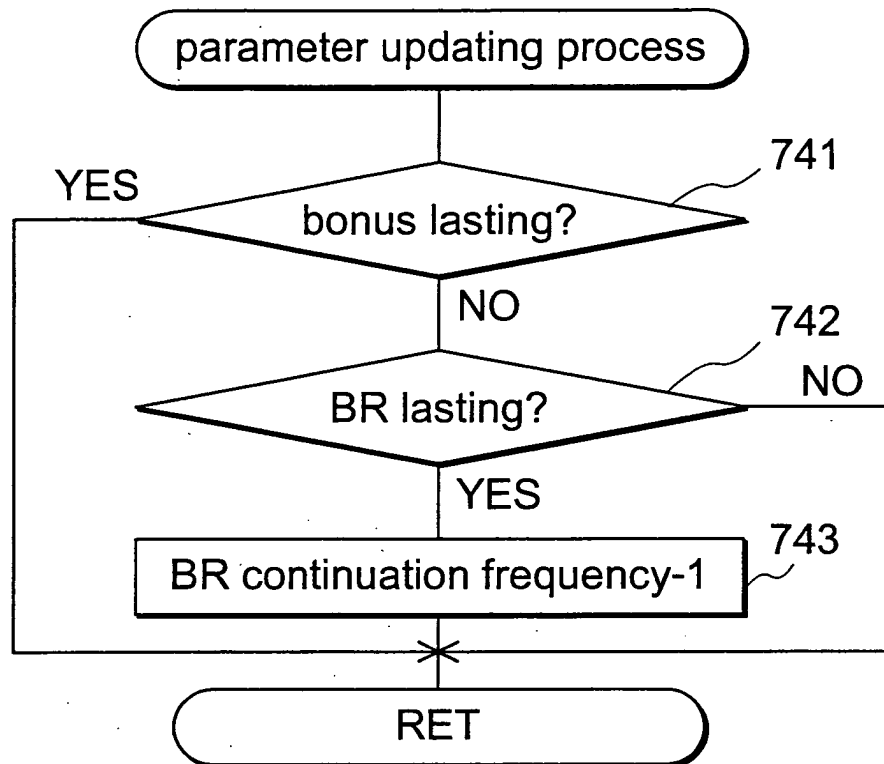 parameter updating process
741
YES
bonus lasting?
NO
742
NO
BR lasting?
YES
743
BR continuation frequency-1
RET